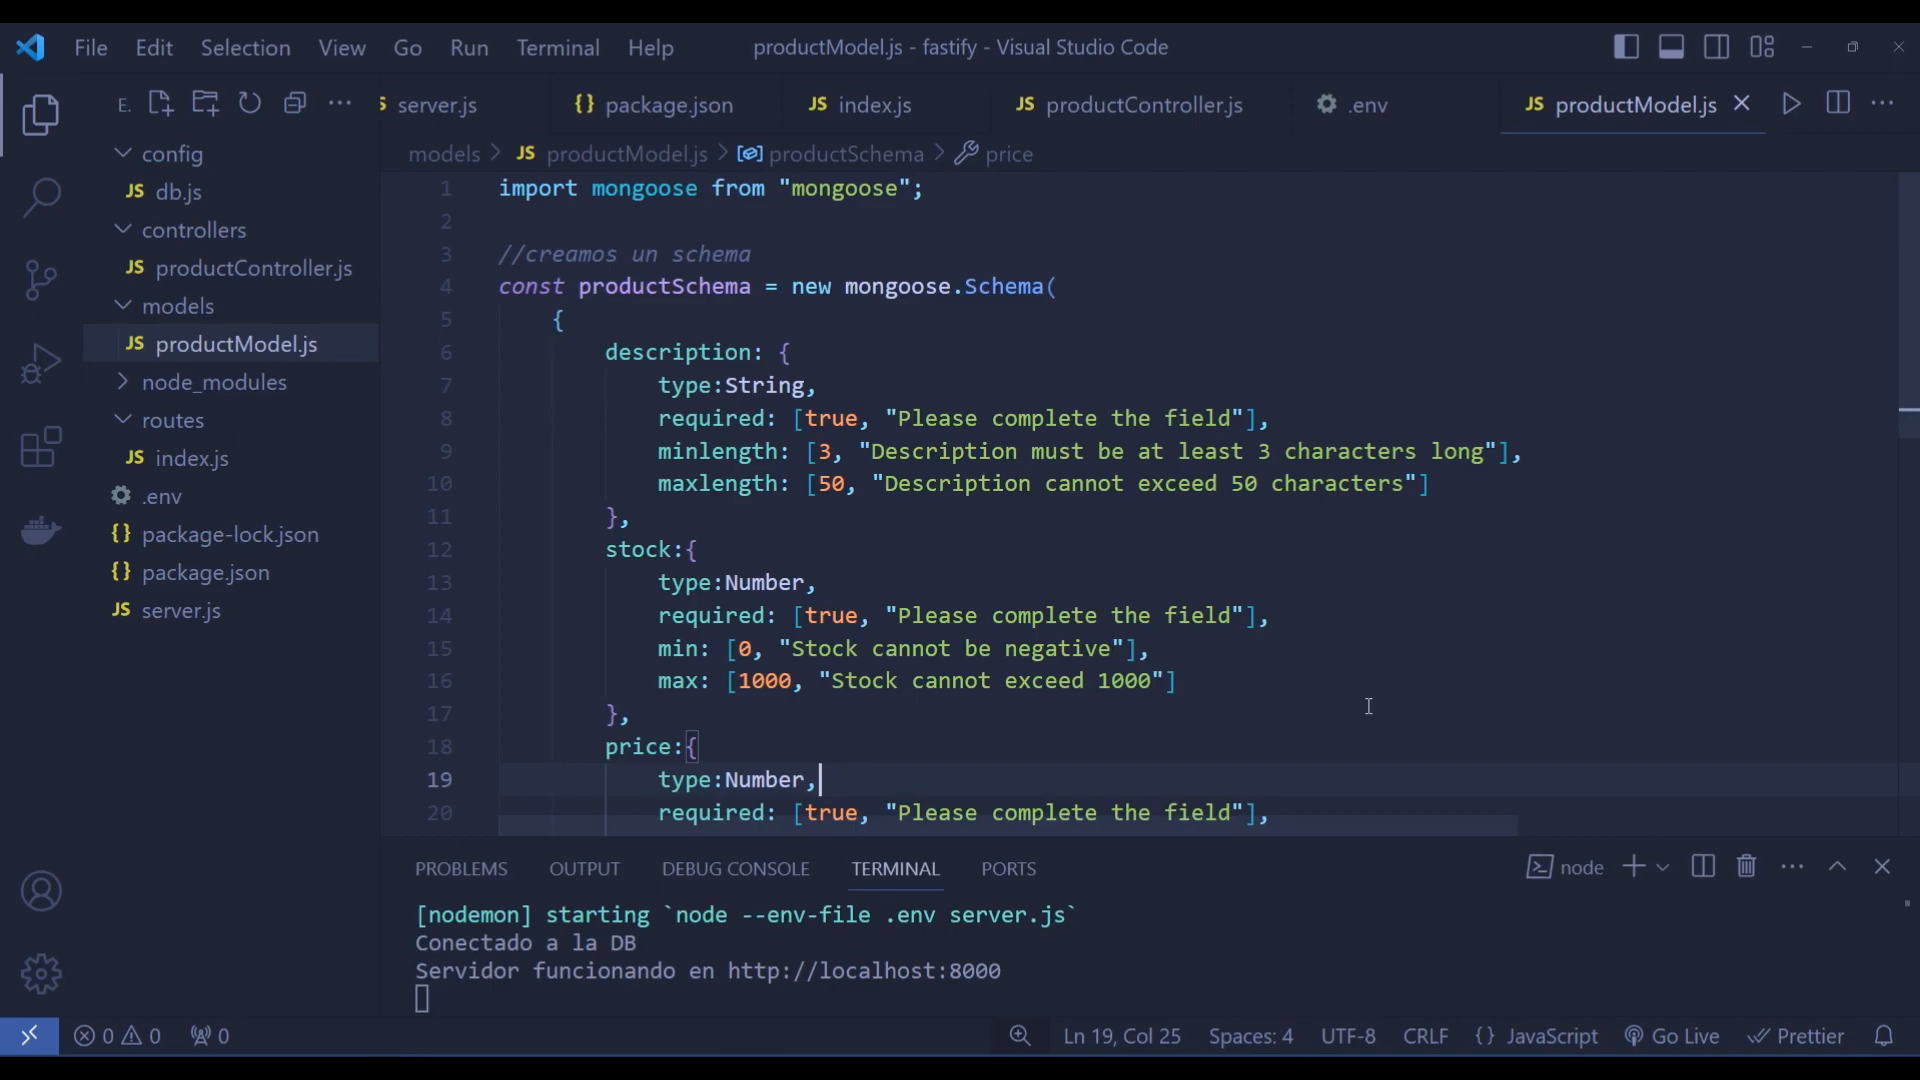 File Edit Selection View Go Run Terminal Help productModel.js - fastify - Visual Studio Code
E.
config
db.js
controllers
productController.js
models
productModel.js
node_modules
routes
index.js
.env
package-lock.json
package.json
server.js
server.js package.json index.js productController.js .env productModel.js
models > productModel.js > productSchema > price
1 import mongoose from "mongoose";
2
3 //creamos un schema
4 const productSchema = new mongoose.Schema(
5 {
6 description: {
7 type:String,
8 required: [true, "Please complete the field"],
9 minlength: [3, "Description must be at least 3 characters long"],
10 maxlength: [50, "Description cannot exceed 50 characters"]
11 },
12 stock:{
13 type:Number,
14 required: [true, "Please complete the field"],
15 min: [0, "Stock cannot be negative"],
16 max: [1000, "Stock cannot exceed 1000"]
17 },
18 price:{
19 type:Number,
20 required: [true, "Please complete the field"],
PROBLEMS OUTPUT DEBUG CONSOLE TERMINAL PORTS node
[nodemon] starting `node --env-file .env server.js`
Conectado a la DB
Servidor funcionando en http://localhost:8000
0 0 0 Ln 19, Col 25 Spaces: 4 UTF-8 CRLF {} JavaScript Go Live Prettier